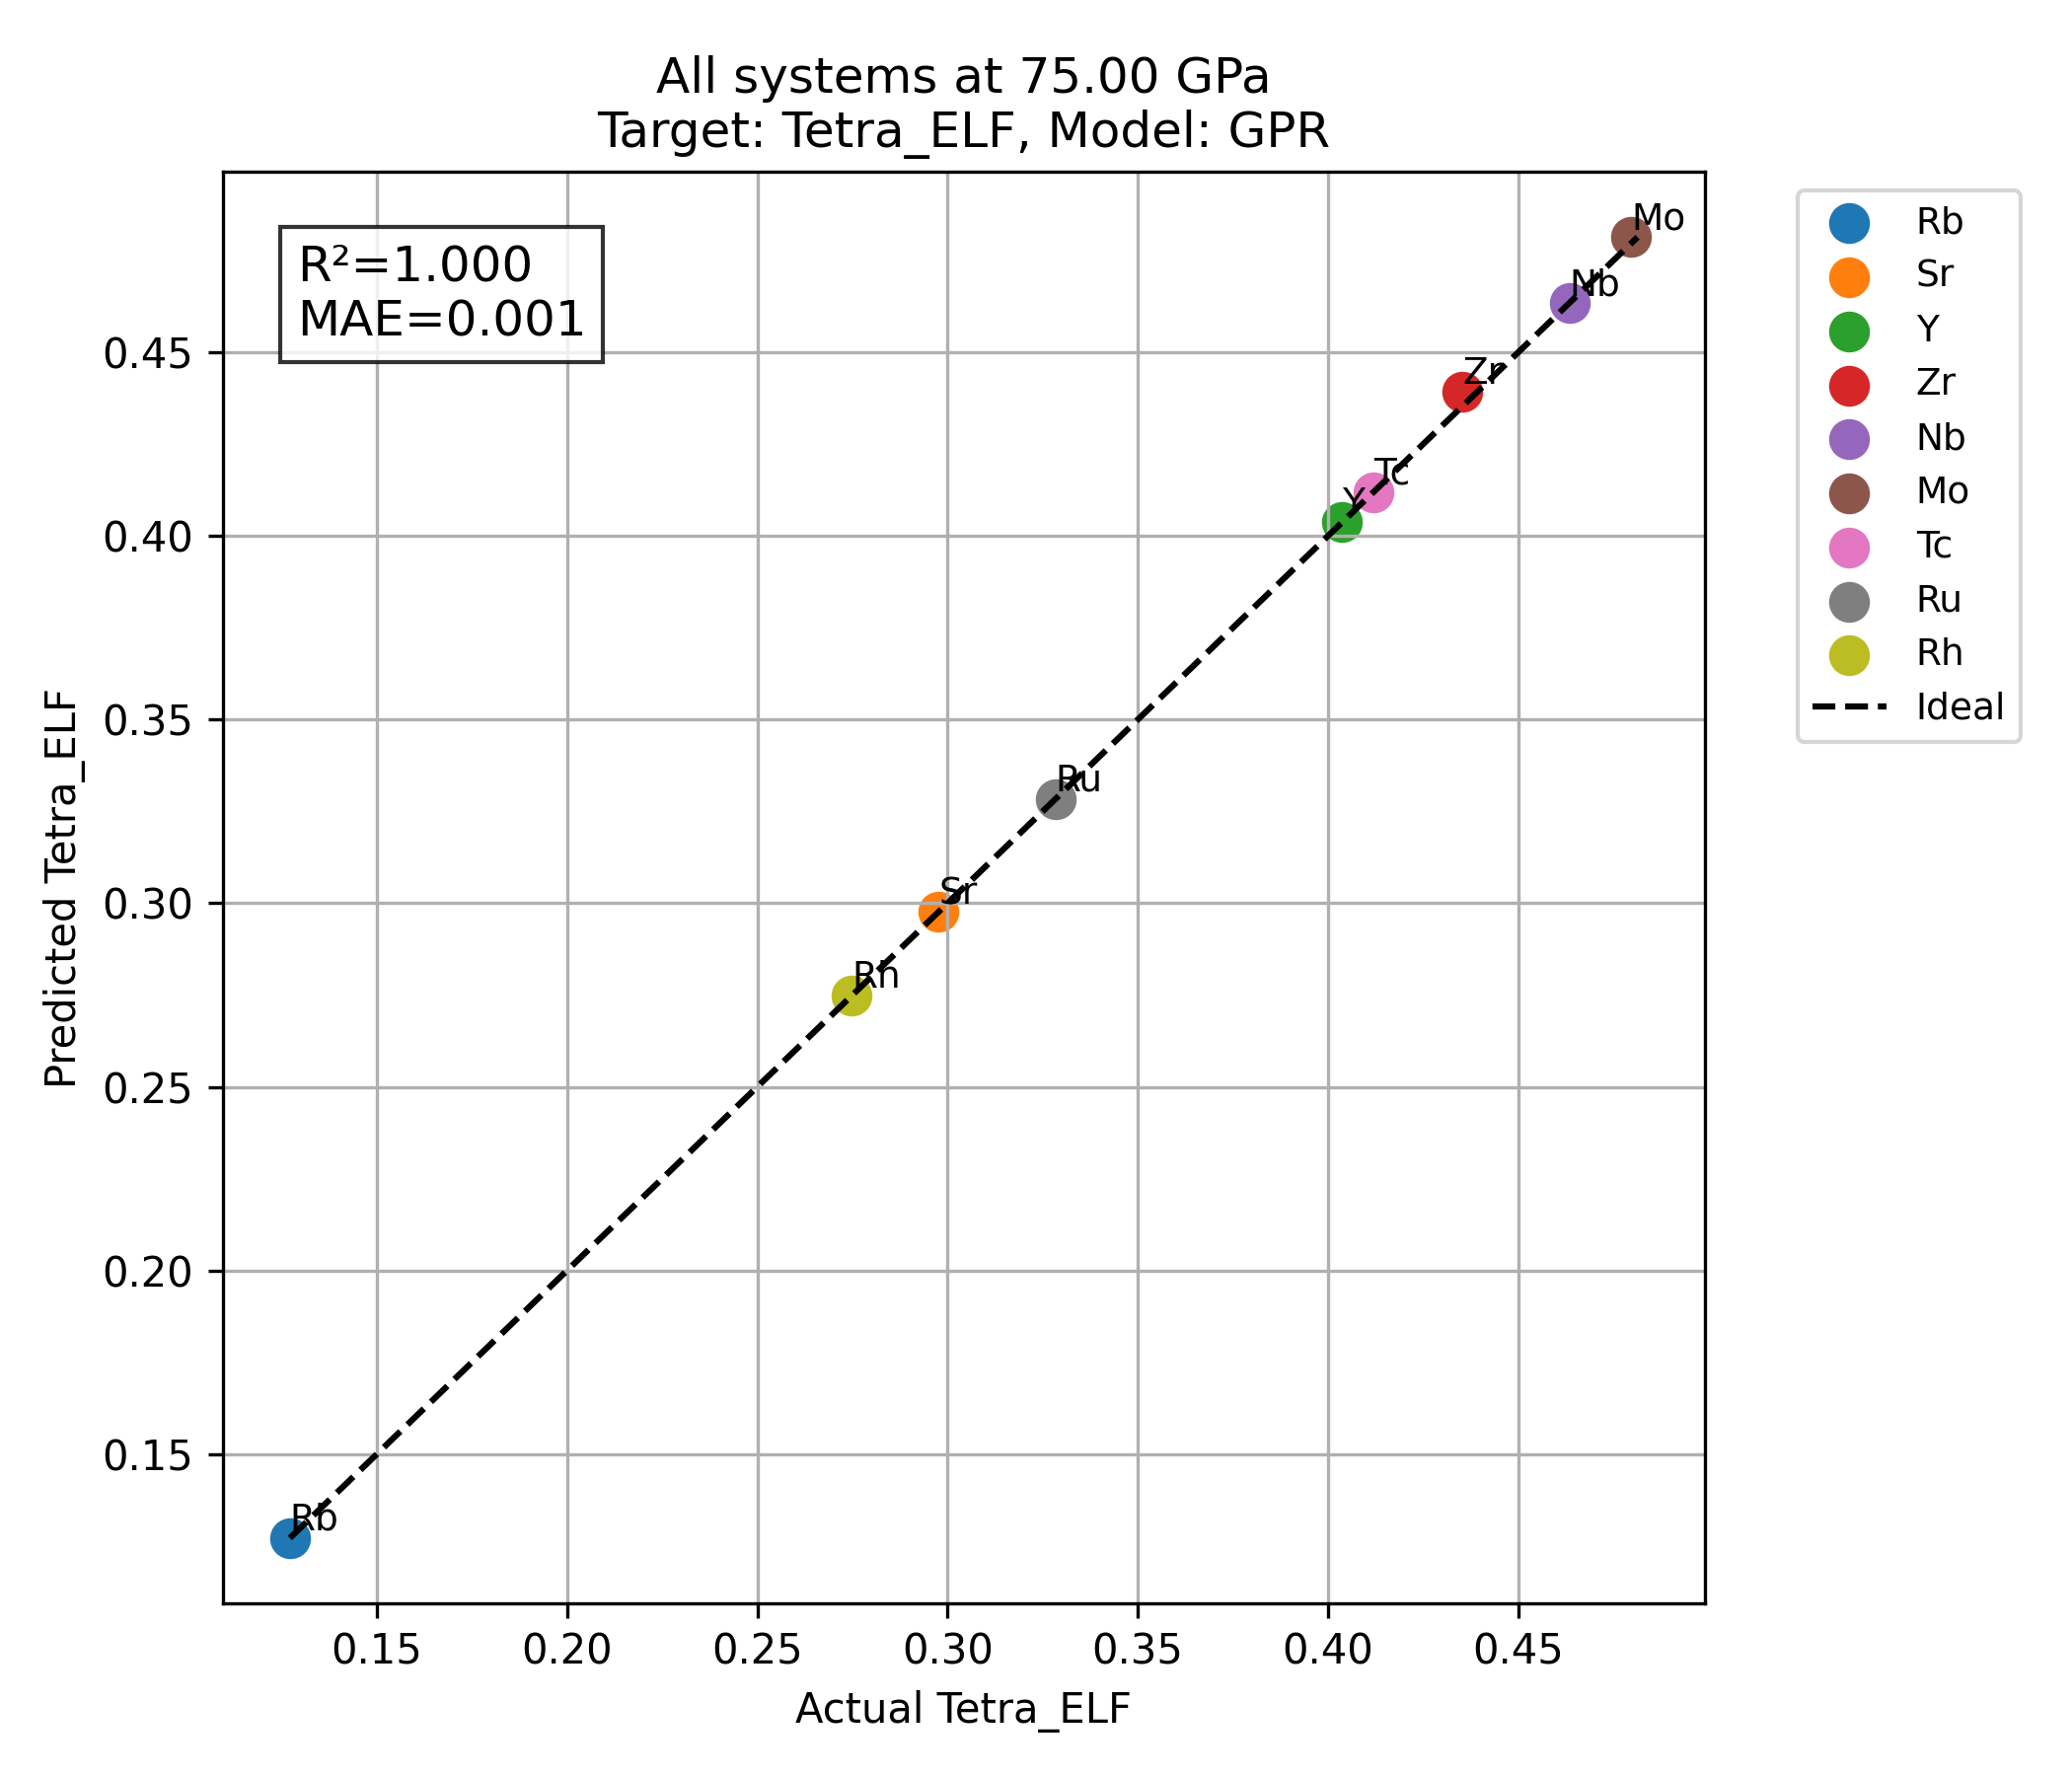 All systems at 75.00 GPa
Target: Tetra_ELF, Model: GPR
R²=1.000
MAE=0.001
Mo
Nb
Zr
Tc
Y
Ru
Sr
Rh
Rb
0.45
0.40
0.35
0.30
0.25
0.20
0.15
Predicted Tetra_ELF
0.15
0.20
0.25
0.30
0.35
0.40
0.45
Actual Tetra_ELF
Rb
Sr
Y
Zr
Nb
Mo
Tc
Ru
Rh
Ideal